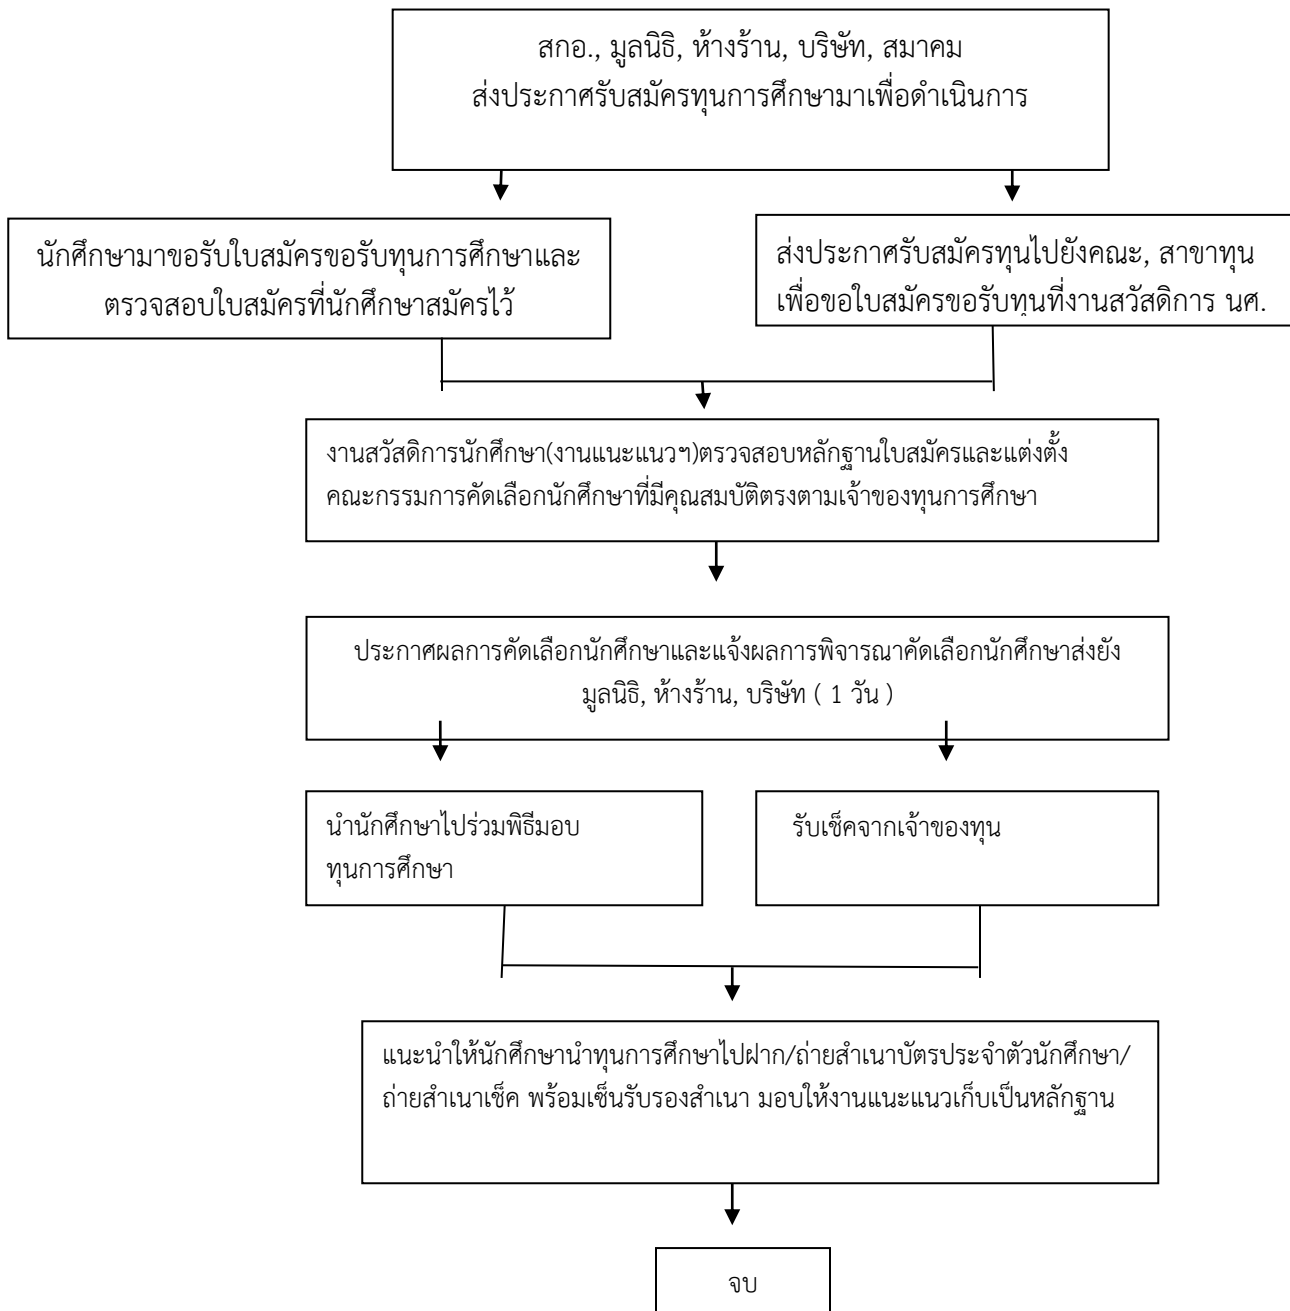 สกอ., มูลนิธิ, ห้างร้าน, บริษัท, สมาคม
ส่งประกาศรับสมัครทุนการศึกษามาเพื่อดำเนินการ
นักศึกษามาขอรับใบสมัครขอรับทุนการศึกษาและ
ตรวจสอบใบสมัครที่นักศึกษาสมัครไว้
ส่งประกาศรับสมัครทุนไปยังคณะ, สาขาทุน
เพื่อขอใบสมัครขอรับทุนที่งานสวัสดิการ นศ.
งานสวัสดิการนักศึกษา(งานแนะแนวฯ)ตรวจสอบหลักฐานใบสมัครและแต่งตั้ง
คณะกรรมการคัดเลือกนักศึกษาที่มีคุณสมบัติตรงตามเจ้าของทุนการศึกษา
ประกาศผลการคัดเลือกนักศึกษาและแจ้งผลการพิจารณาคัดเลือกนักศึกษาส่งยัง
มูลนิธิ, ห้างร้าน, บริษัท ( 1 วัน )
นำนักศึกษาไปร่วมพิธีมอบ
ทุนการศึกษา
รับเช็คจากเจ้าของทุน
แนะนำให้นักศึกษานำทุนการศึกษาไปฝาก/ถ่ายสำเนาบัตรประจำตัวนักศึกษา/
ถ่ายสำเนาเช็ค พร้อมเซ็นรับรองสำเนา มอบให้งานแนะแนวเก็บเป็นหลักฐาน
จบ